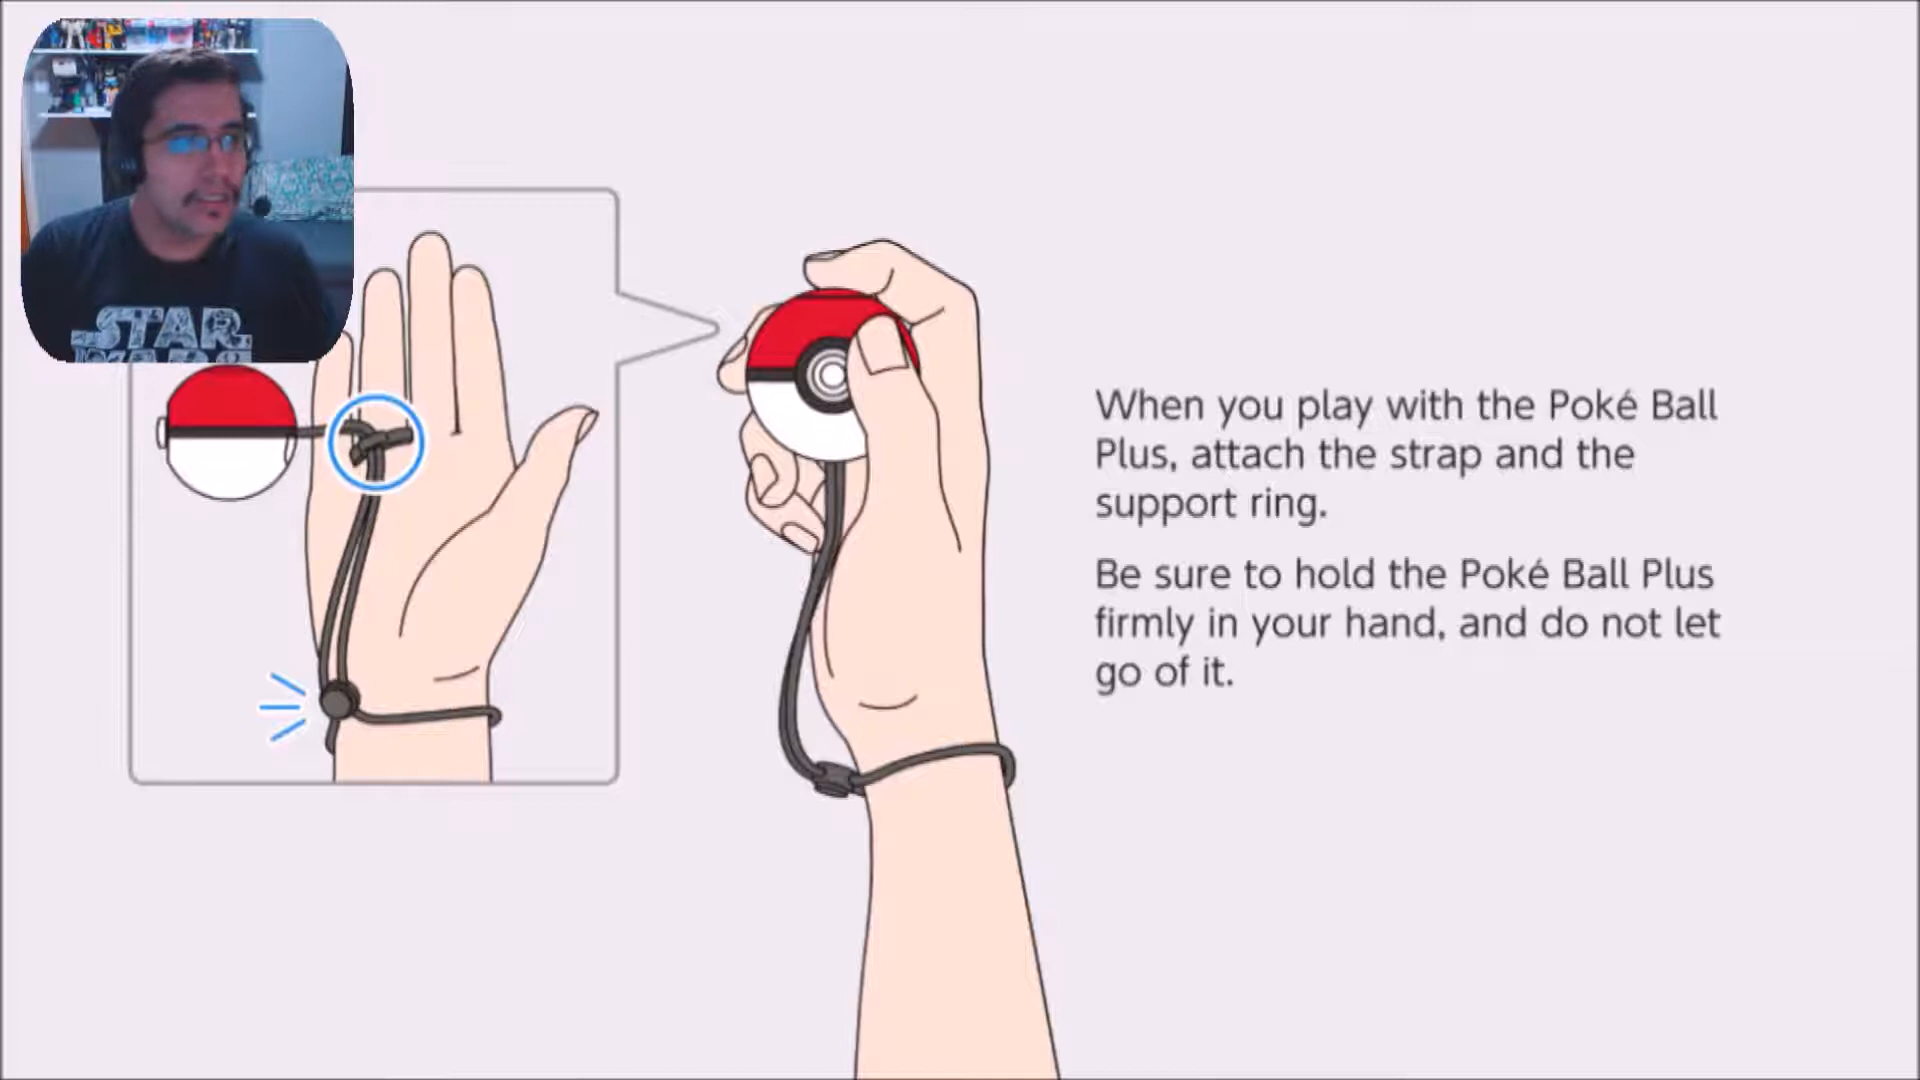 STAR
WARS
When you play with the Poké Ball
Plus, attach the strap and the
support ring.
Be sure to hold the Poké Ball Plus
firmly in your hand, and do not let
go of it.